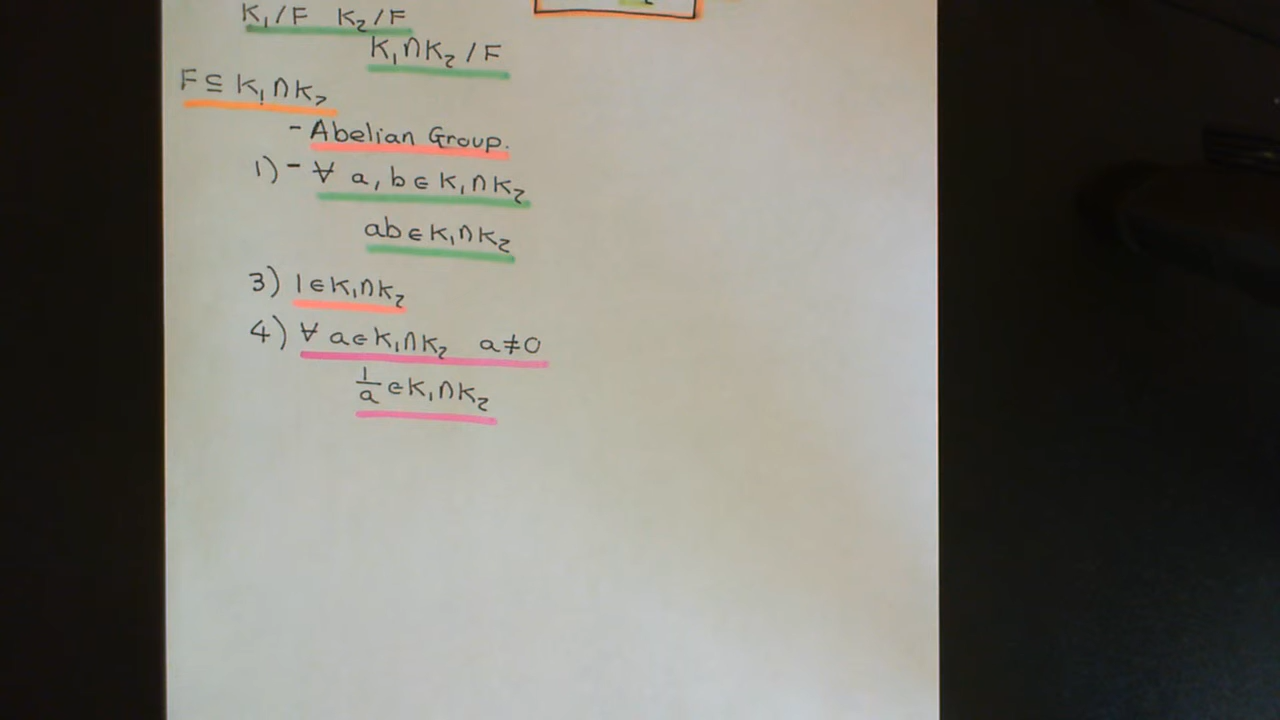 K₁/F K₂/F
K₁∩K₂/F
F⊆K₁∩K₂
- Abelian Group.
1) - ∀ a, b ∈ K₁∩K₂
ab ∈ K₁∩K₂
3) 1 ∈ K₁∩K₂
4) ∀ a ∈ K₁∩K₂ a≠0
1/a ∈ K₁∩K₂